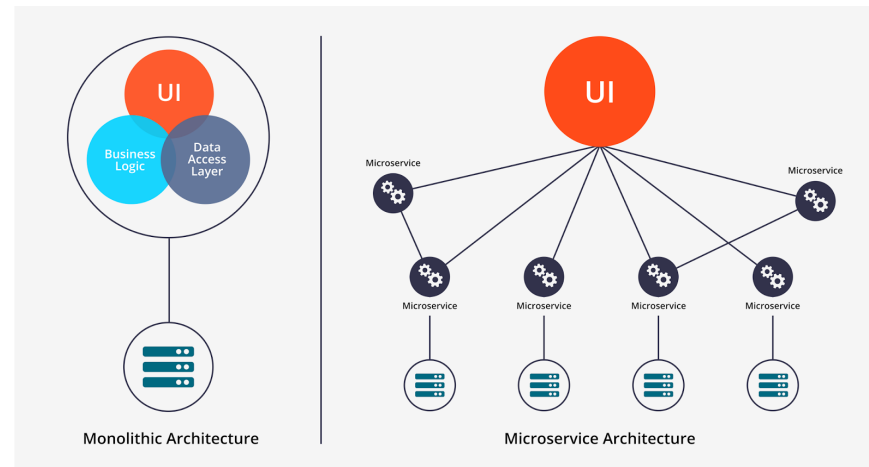 UI
Business
Logic
Data
Access
Layer
Monolithic Architecture
UI
Microservice
Microservice
Microservice
Microservice
Microservice
Microservice
Microservice Architecture